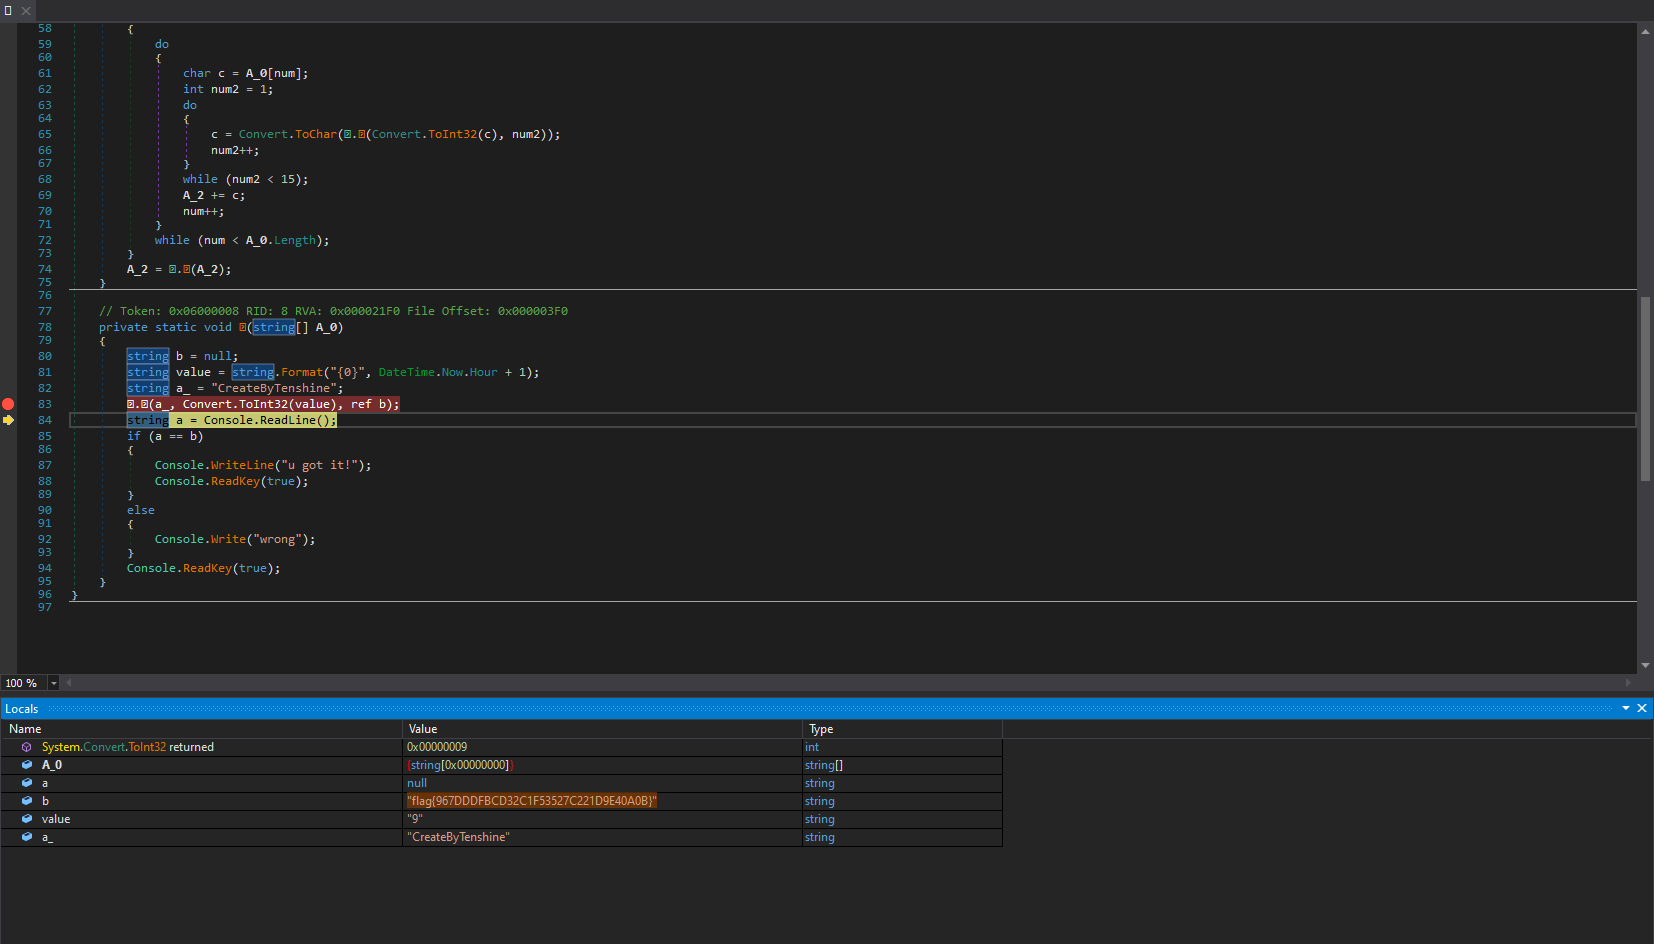 58 {
59 do
60 {
61 char c = A_0[num];
62 int num2 = 1;
63 do
64 {
65 c = Convert.ToChar(▯.▯(Convert.ToInt32(c), num2));
66 num2++;
67 }
68 while (num2 < 15);
69 A_2 += c;
70 num++;
71 }
72 while (num < A_0.Length);
73 }
74 A_2 = ▯.▯(A_2);
75 }
76
77 // Token: 0x06000008 RID: 8 RVA: 0x000021F0 File Offset: 0x000003F0
78 private static void ▯(string[] A_0)
79 {
80 string b = null;
81 string value = string.Format("{0}", DateTime.Now.Hour + 1);
82 string a_ = "CreateByTenshine";
83 ▯.▯(a_, Convert.ToInt32(value), ref b);
84 string a = Console.ReadLine();
85 if (a == b)
86 {
87 Console.WriteLine("u got it!");
88 Console.ReadKey(true);
89 }
90 else
91 {
92 Console.Write("wrong");
93 }
94 Console.ReadKey(true);
95 }
96 }
97
100 %
Locals
Name Value Type
System.Convert.ToInt32 returned 0x00000009 int
A_0 {string[0x00000000]} string[]
a null string
b "flag{967DDDFBCD32C1F53527C221D9E40A0B}" string
value "9" string
a_ "CreateByTenshine" string